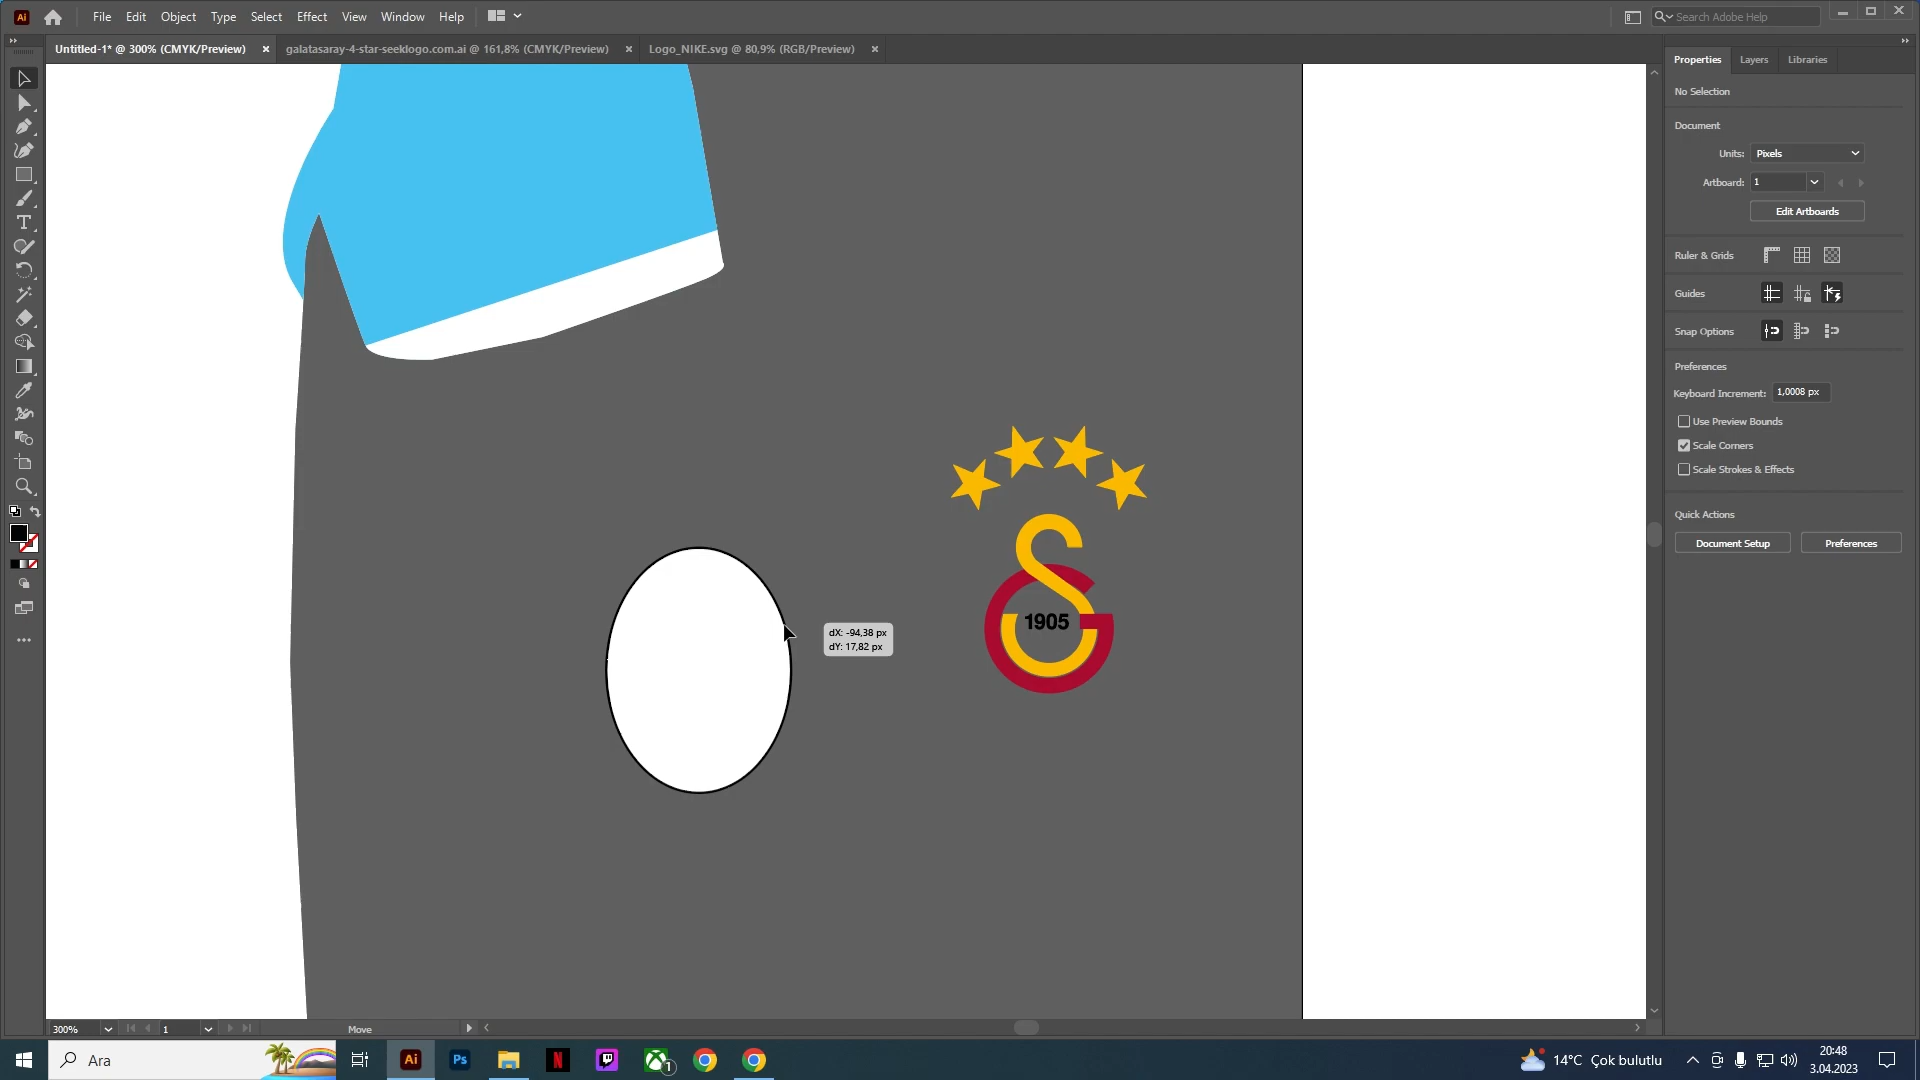 Ai File Edit Object Type Select Effect View Window Help Search Adobe Help
Untitled-1* @ 300% (CMYK/Preview) × galatasaray-4-star-seeklogo.com.ai @ 161,8% (CMYK/Preview) × Logo_NIKE.svg @ 80,9% (RGB/Preview) ×
Properties Layers Libraries
No Selection
Document
Units: Pixels
Artboard: 1
Edit Artboards
Ruler & Grids
Guides
Snap Options
Preferences
Keyboard Increment: 1,0008 px
Use Preview Bounds
Scale Corners
Scale Strokes & Effects
Quick Actions
Document Setup Preferences
1905
dX: -94,38 px
dY: 17,82 px
300% 1 Move
Ara Ai Ps N 1 14°C Çok bulutlu
20:48
3.04.2023